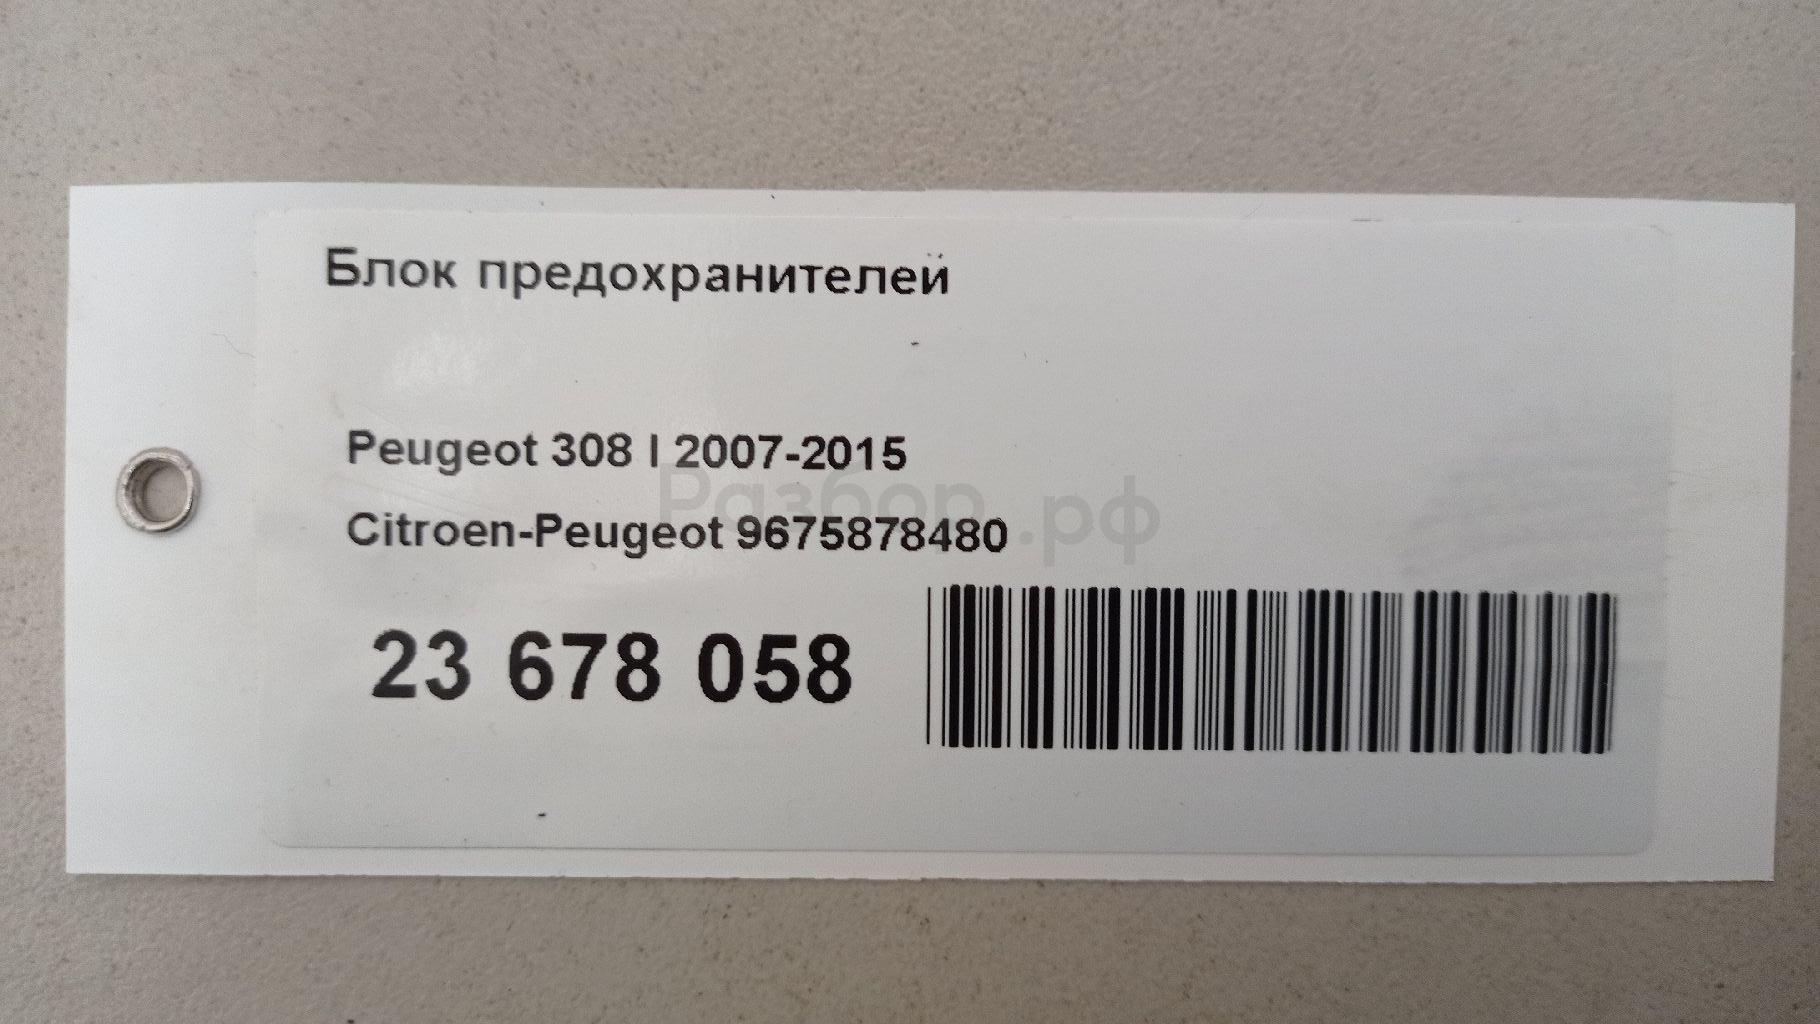 Блок предохранителей
Peugeot 308 I 2007-2015
Разбор.рф
Citroen-Peugeot 9675878480
23 678 058